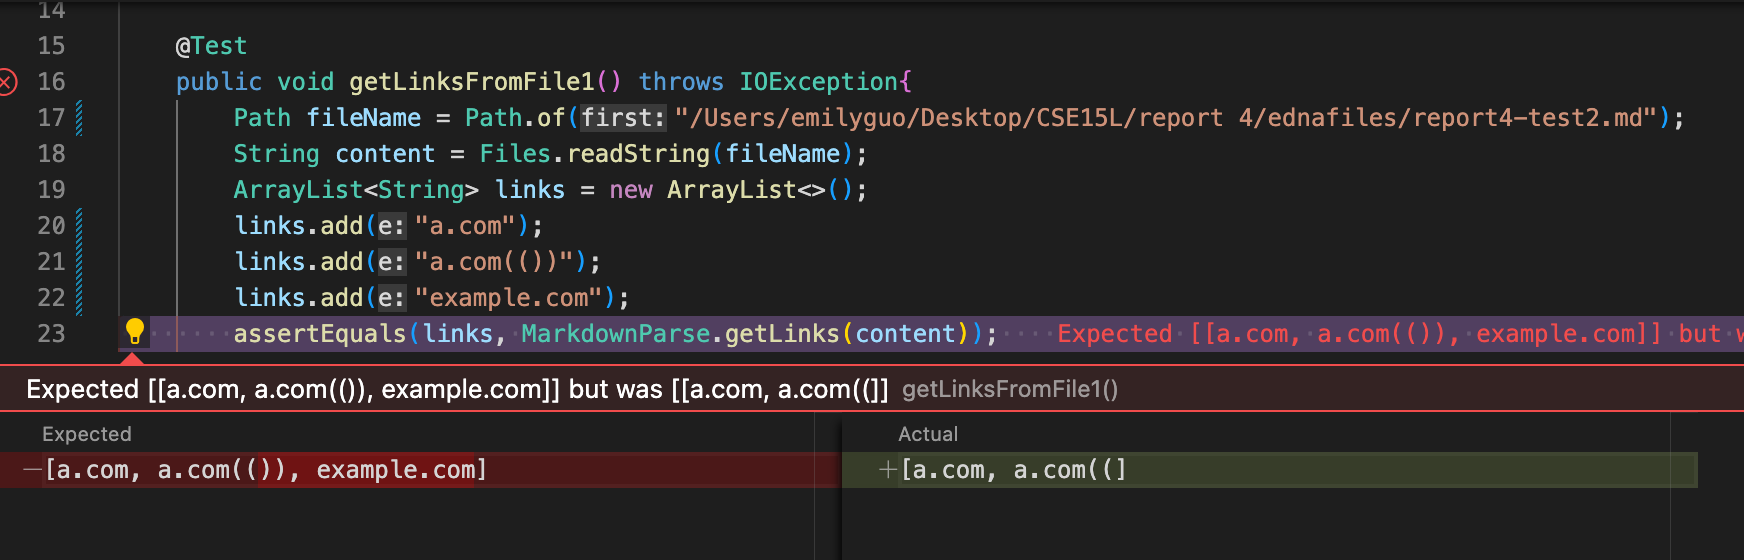 14
15 @Test
16 public void getLinksFromFile1() throws IOException{
17 Path fileName = Path.of(first: "/Users/emilyguo/Desktop/CSE15L/report 4/ednafiles/report4-test2.md");
18 String content = Files.readString(fileName);
19 ArrayList<String> links = new ArrayList<>();
20 links.add(e: "a.com");
21 links.add(e: "a.com(())");
22 links.add(e: "example.com");
23 assertEquals(links, MarkdownParse.getLinks(content)); Expected [[a.com, a.com(()), example.com]] but
Expected [[a.com, a.com(()), example.com]] but was [[a.com, a.com((]] getLinksFromFile1()
Expected
Actual
—[a.com, a.com(()), example.com]
+[a.com, a.com((]